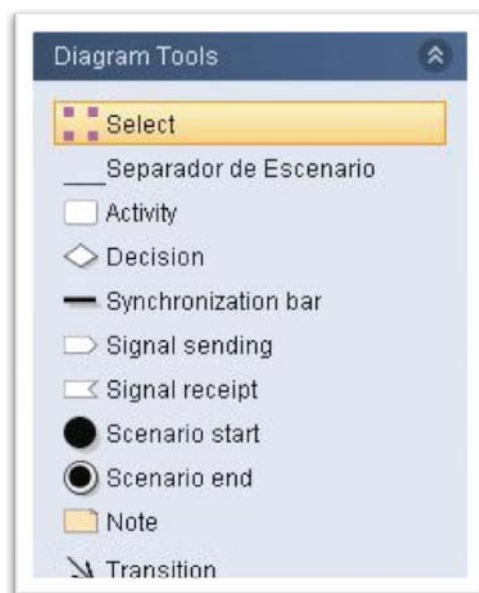 Diagram Tools
Select
Separador de Escenario
Activity
Decision
Synchronization bar
Signal sending
Signal receipt
Scenario start
Scenario end
Note
Transition